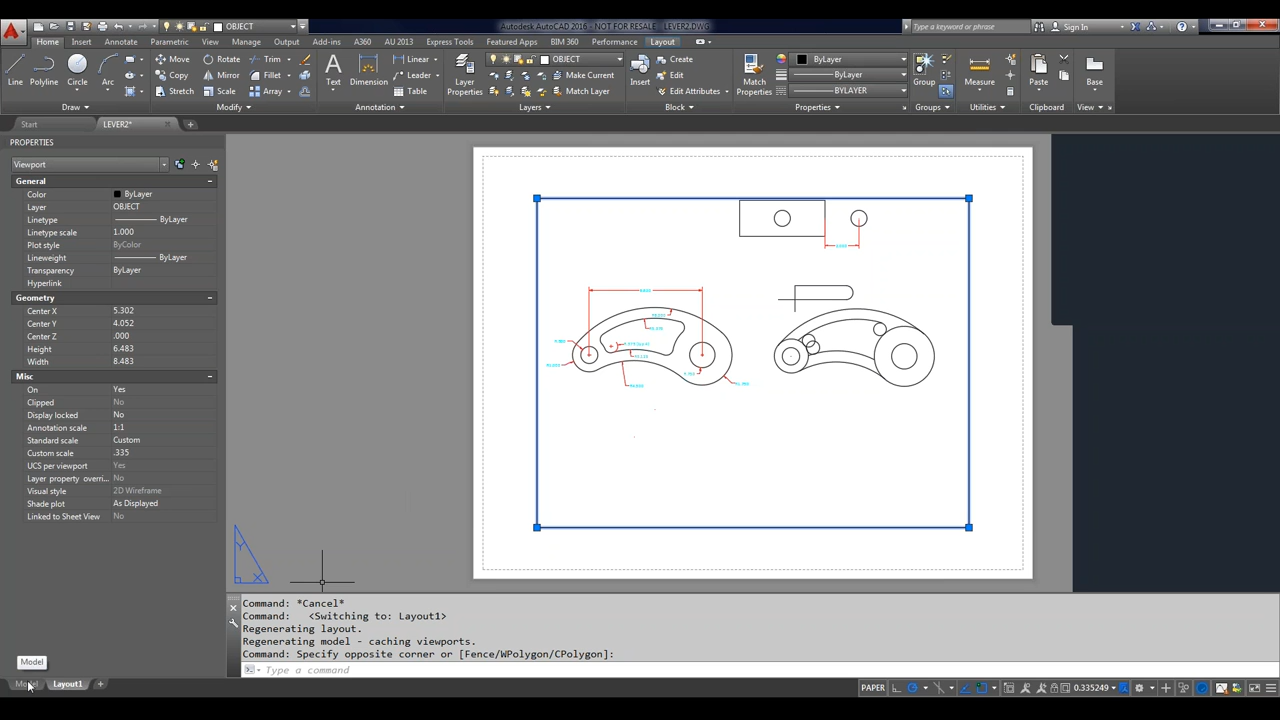 OBJECT
Autodesk AutoCAD 2016 - NOT FOR RESALE LEVER2.DWG
Type a keyword or phrase
Sign In
Home Insert Annotate Parametric View Manage Output Add-ins A360 AU 2013 Express Tools Featured Apps BIM 360 Performance Layout
Line Polyline Circle Arc
Move Rotate Trim
Copy Mirror Fillet
Stretch Scale Array
Text Dimension
Linear
Leader
Table
Layer Properties
OBJECT
Make Current
Match Layer
Insert
Create
Edit
Edit Attributes
Match Properties
ByLayer
ByLayer
BYLAYER
Group
Measure
Paste
Base
Draw Modify Annotation Layers Block Properties Groups Utilities Clipboard View
Start LEVER2*
PROPERTIES
Viewport
General
Color ByLayer
Layer OBJECT
Linetype ByLayer
Linetype scale 1.000
Plot style ByColor
Lineweight ByLayer
Transparency ByLayer
Hyperlink
Geometry
Center X 5.302
Center Y 4.052
Center Z .000
Height 6.483
Width 8.483
Misc
On Yes
Clipped No
Display locked No
Annotation scale 1:1
Standard scale Custom
Custom scale .335
UCS per viewport Yes
Layer property overri... No
Visual style 2D Wireframe
Shade plot As Displayed
Linked to Sheet View No
Y
X
Command: *Cancel*
Command: <Switching to: Layout1>
Regenerating layout.
Regenerating model - caching viewports.
Command: Specify opposite corner or [Fence/WPolygon/CPolygon]:
Type a command
Model
Model Layout1
PAPER
0.335249